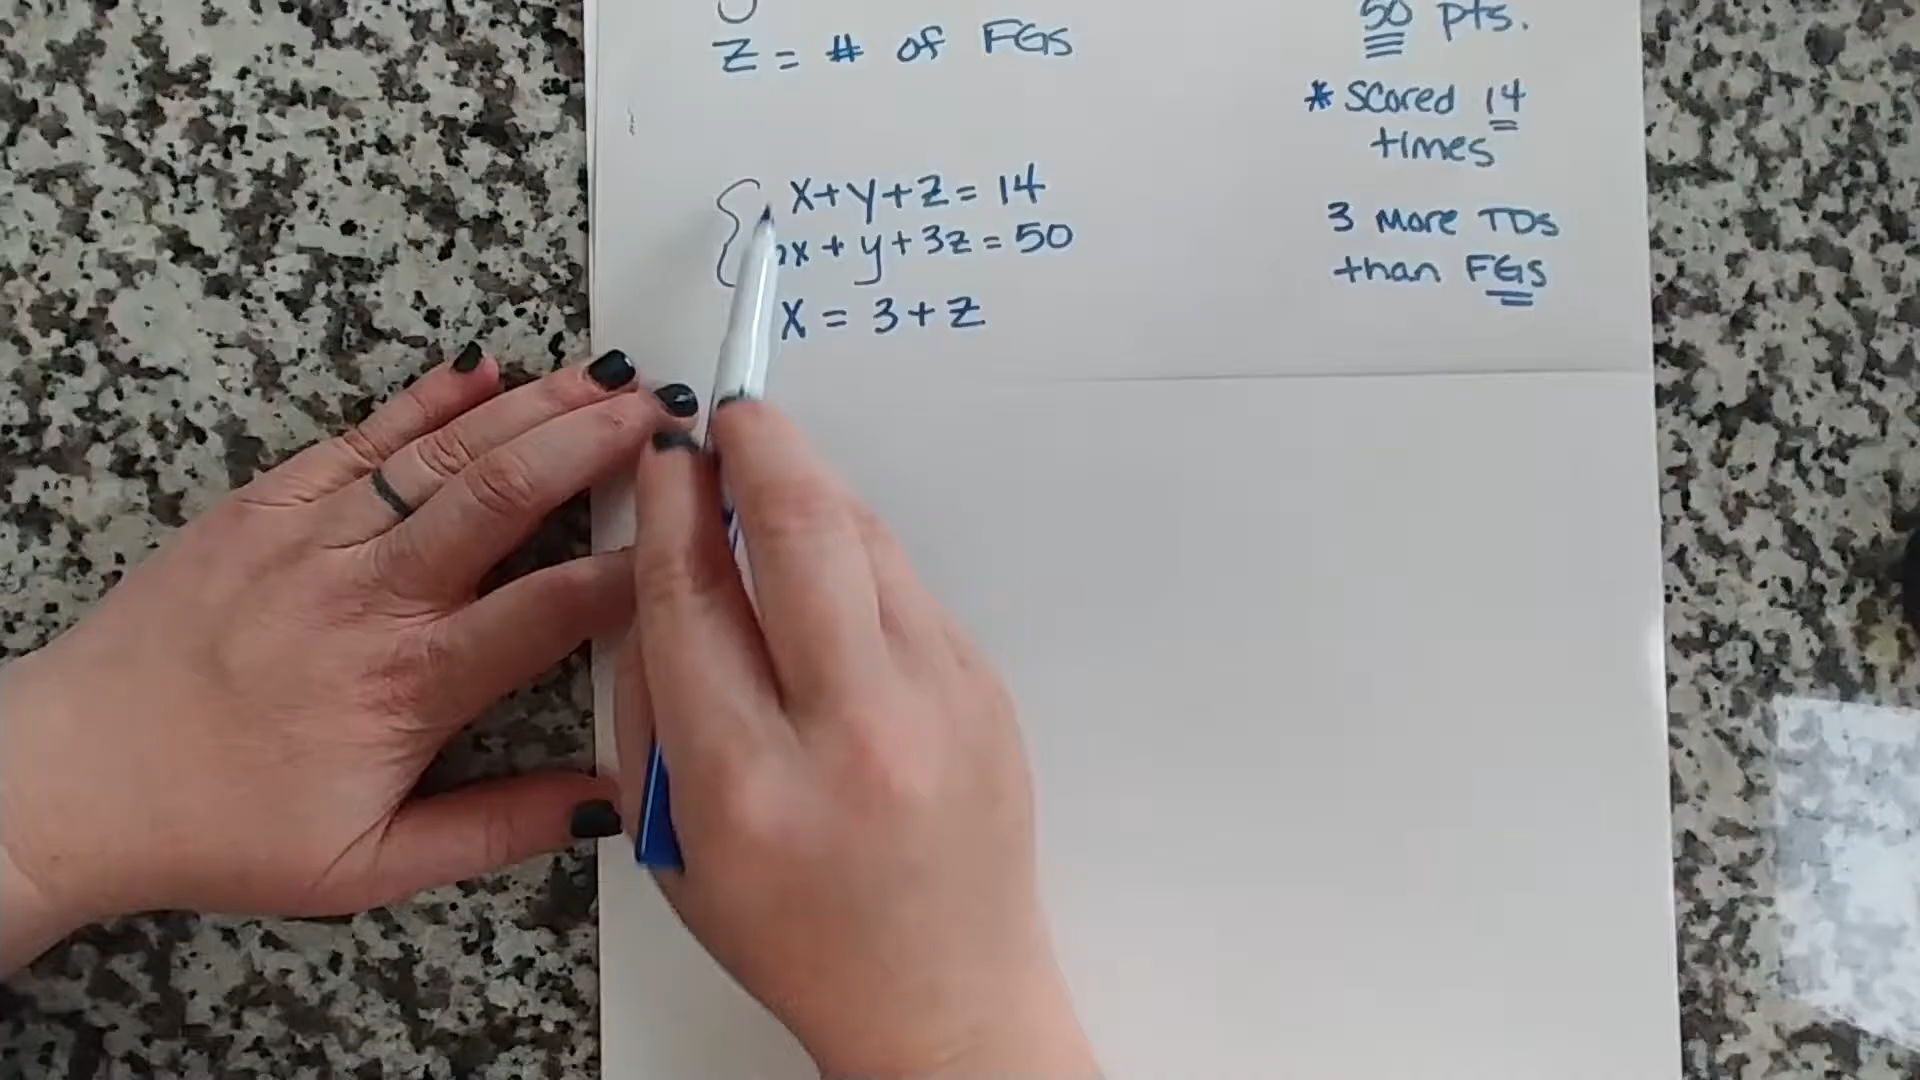 z = # of FGs
x+y+z = 14
x + y + 3z = 50
x = 3 + z
50 pts.
* Scored 14
times
3 More TDs
than FGs